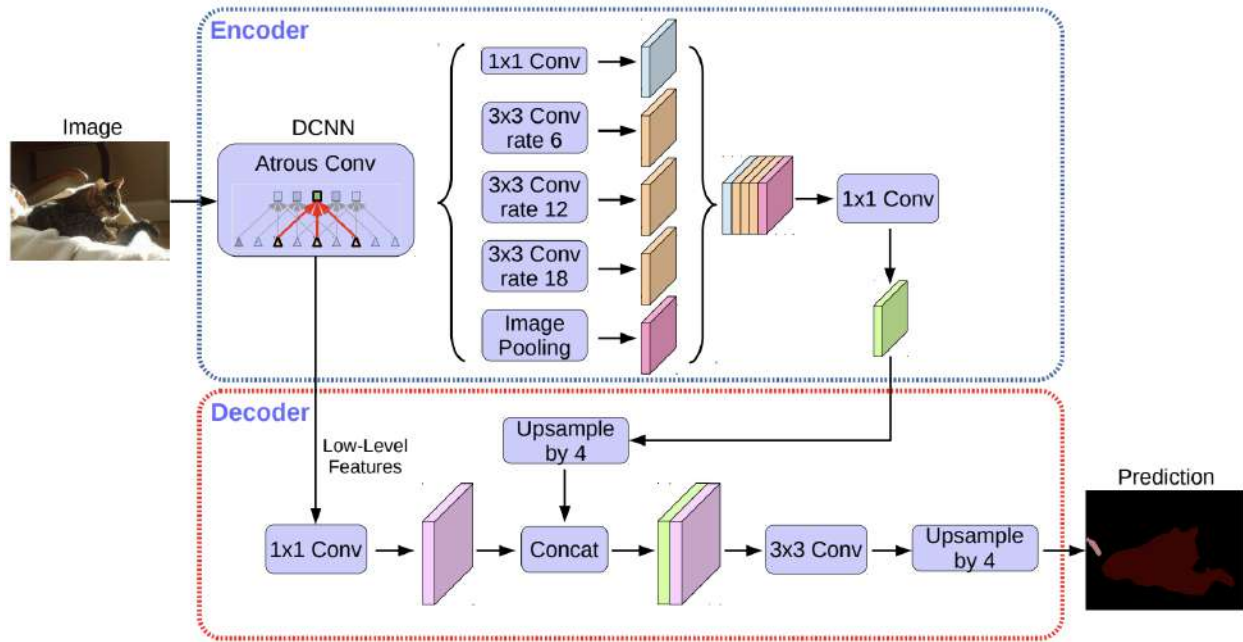 Encoder
Image
DCNN
Atrous Conv
1x1 Conv
3x3 Conv
rate 6
3x3 Conv
rate 12
3x3 Conv
rate 18
Image
Pooling
1x1 Conv
Decoder
Low-Level
Features
Upsample
by 4
1x1 Conv
Concat
3x3 Conv
Upsample
by 4
Prediction